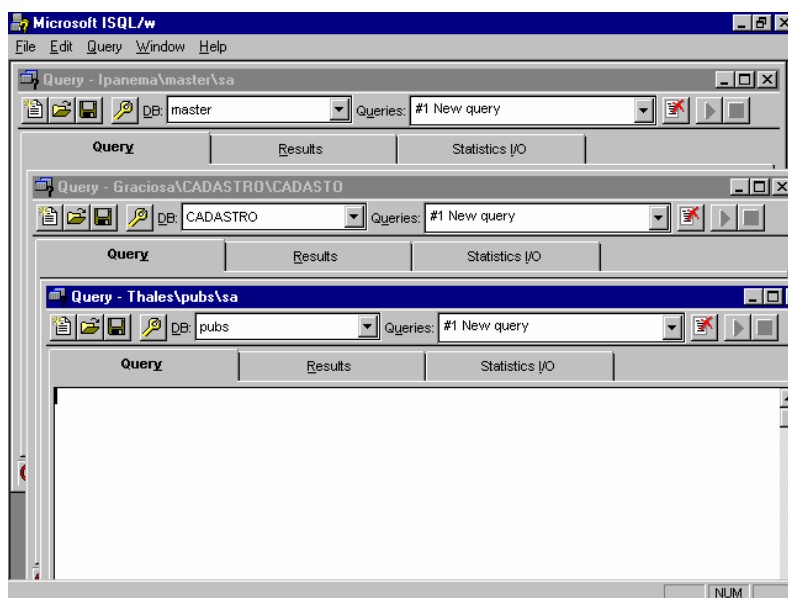 Microsoft ISQL/w
File Edit Query Window Help
Query - Ipanema\master\sa
DB: master Queries: #1 New query
Query Results Statistics I/O
Query - Graciosa\CADASTRO\CADASTO
DB: CADASTRO Queries: #1 New query
Query Results Statistics I/O
Query - Thales\pubs\sa
DB: pubs Queries: #1 New query
Query Results Statistics I/O
NUM